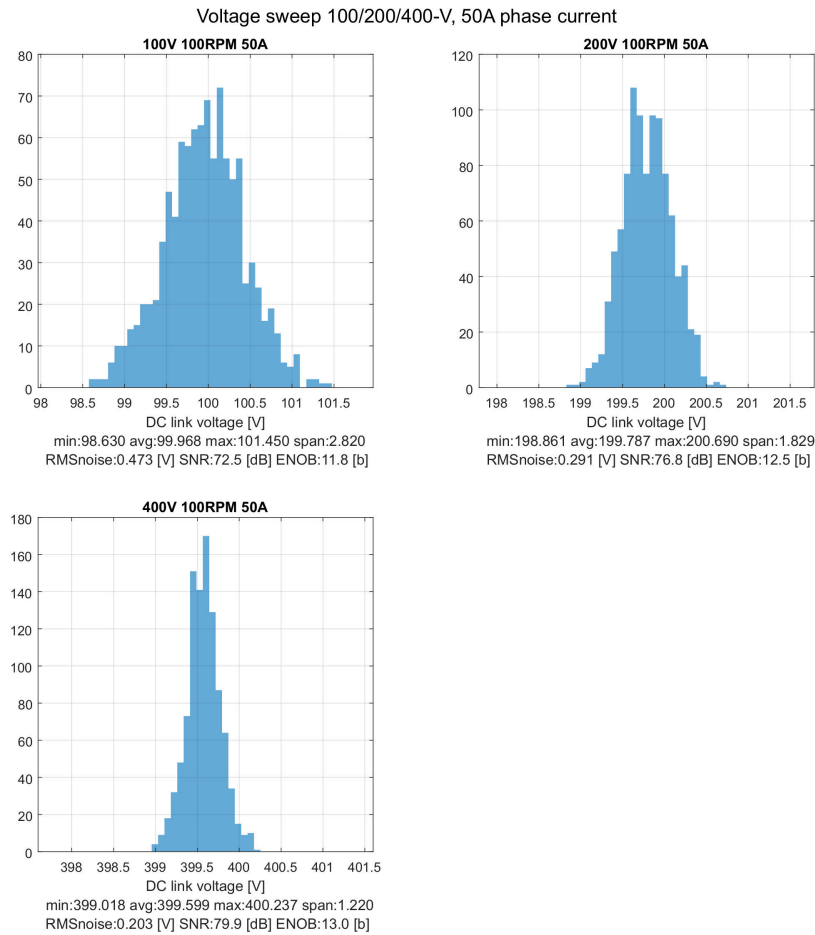 Voltage sweep 100/200/400-V, 50A phase current
100V 100RPM 50A
80
70
60
50
40
30
20
10
0
98 98.5 99 99.5 100 100.5 101 101.5
DC link voltage [V]
min:98.630 avg:99.968 max:101.450 span:2.820
RMSnoise:0.473 [V] SNR:72.5 [dB] ENOB:11.8 [b]
200V 100RPM 50A
120
100
80
60
40
20
0
198 198.5 199 199.5 200 200.5 201 201.5
DC link voltage [V]
min:198.861 avg:199.787 max:200.690 span:1.829
RMSnoise:0.291 [V] SNR:76.8 [dB] ENOB:12.5 [b]
400V 100RPM 50A
180
160
140
120
100
80
60
40
20
0
398 398.5 399 399.5 400 400.5 401 401.5
DC link voltage [V]
min:399.018 avg:399.599 max:400.237 span:1.220
RMSnoise:0.203 [V] SNR:79.9 [dB] ENOB:13.0 [b]